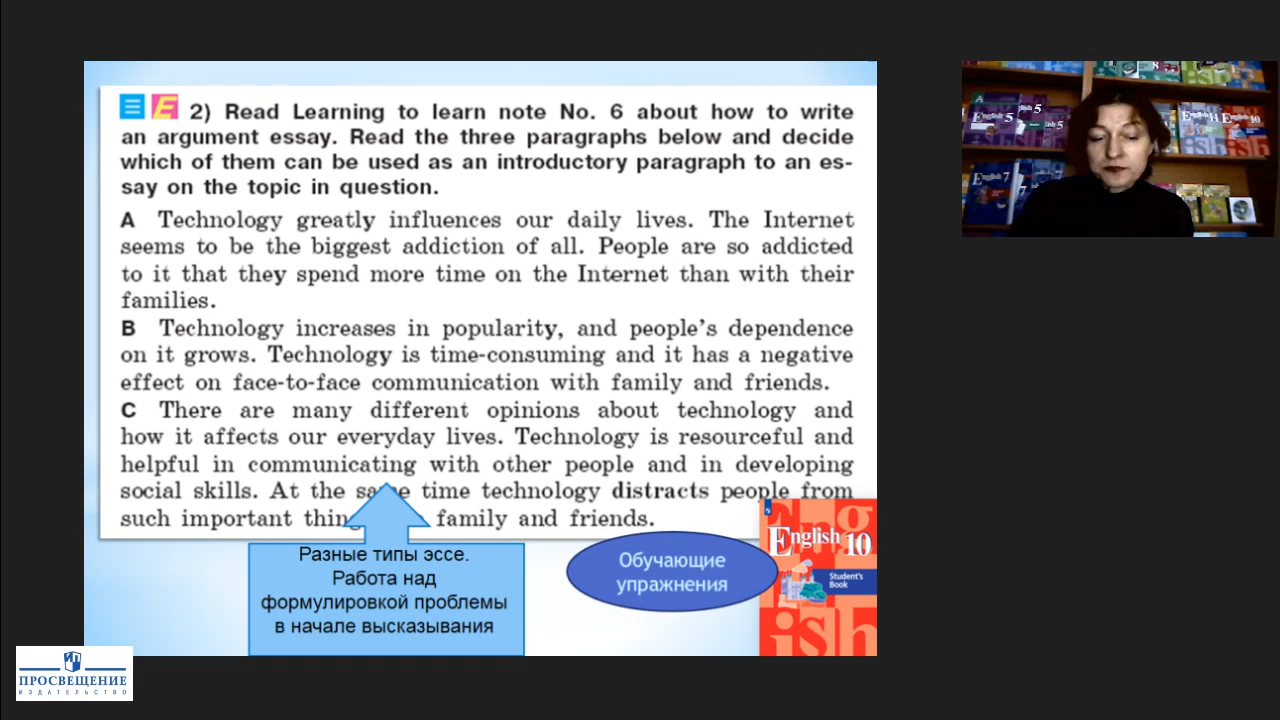 2) Read Learning to learn note No. 6 about how to write
an argument essay. Read the three paragraphs below and decide
which of them can be used as an introductory paragraph to an es-
say on the topic in question.
A Technology greatly influences our daily lives. The Internet
seems to be the biggest addiction of all. People are so addicted
to it that they spend more time on the Internet than with their
families.
B Technology increases in popularity, and people's dependence
on it grows. Technology is time-consuming and it has a negative
effect on face-to-face communication with family and friends.
C There are many different opinions about technology and
how it affects our everyday lives. Technology is resourceful and
helpful in communicating with other people and in developing
social skills. At the same time technology distracts people from
such important thing family and friends.
Разные типы эссе.
Работа над
формулировкой проблемы
в начале высказывания
Обучающие
упражнения
English 10
Student's
Book
ish
ПРОСВЕЩЕНИЕ
ИЗДАТЕЛЬСТВО
English 5
English 7